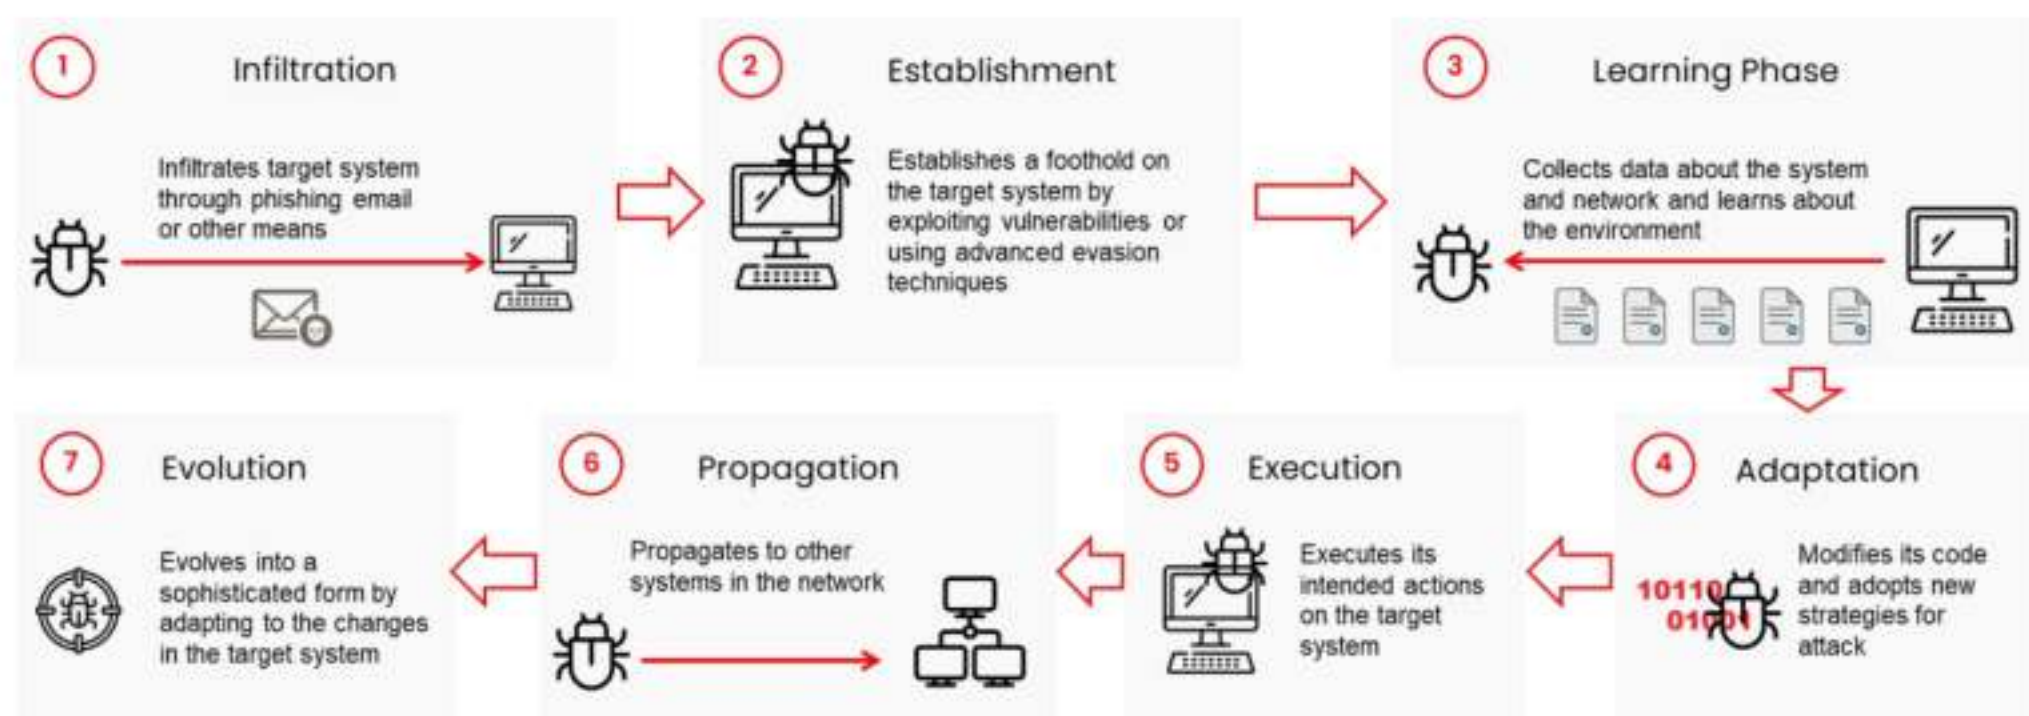 1
Infiltration
Infiltrates target system
through phishing email
or other means
2
Establishment
Establishes a foothold on
the target system by
exploiting vulnerabilities or
using advanced evasion
techniques
3
Learning Phase
Collects data about the system
and network and learns about
the environment
4
Adaptation
Modifies its code
and adopts new
strategies for
attack
10110
01001
5
Execution
Executes its
intended actions
on the target
system
6
Propagation
Propagates to other
systems in the network
7
Evolution
Evolves into a
sophisticated form by
adapting to the changes
in the target system